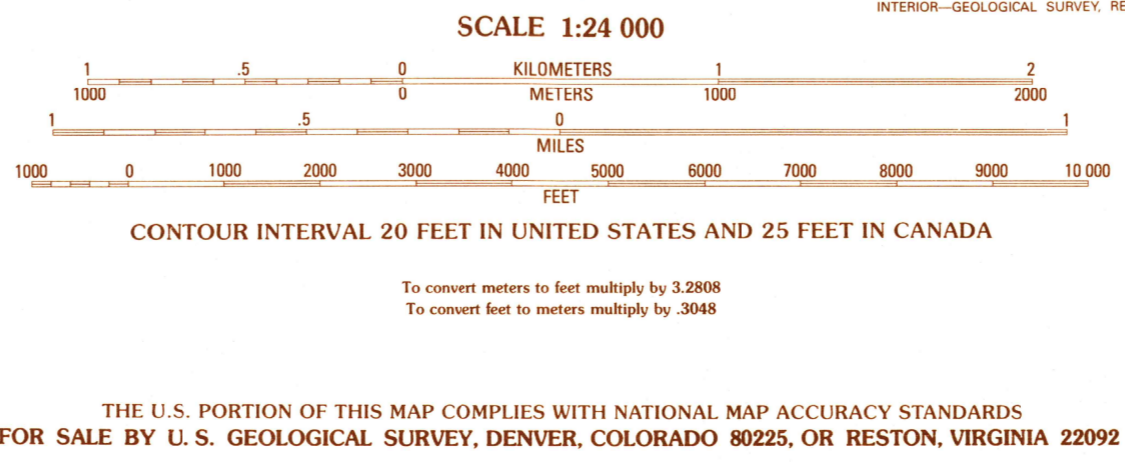 INTERIOR—GEOLOGICAL SURVEY,
SCALE 1:24 000
1 .5 0 KILOMETERS 1 2
1000 0 METERS 1000 2000
1 .5 0 1
MILES
1000 0 1000 2000 3000 4000 5000 6000 7000 8000 9000 10 000
FEET
CONTOUR INTERVAL 20 FEET IN UNITED STATES AND 25 FEET IN CANADA
To convert meters to feet multiply by 3.2808
To convert feet to meters multiply by .3048
THE U.S. PORTION OF THIS MAP COMPLIES WITH NATIONAL MAP ACCURACY STANDARDS
FOR SALE BY U. S. GEOLOGICAL SURVEY, DENVER, COLORADO 80225, OR RESTON, VIRGINIA 22092